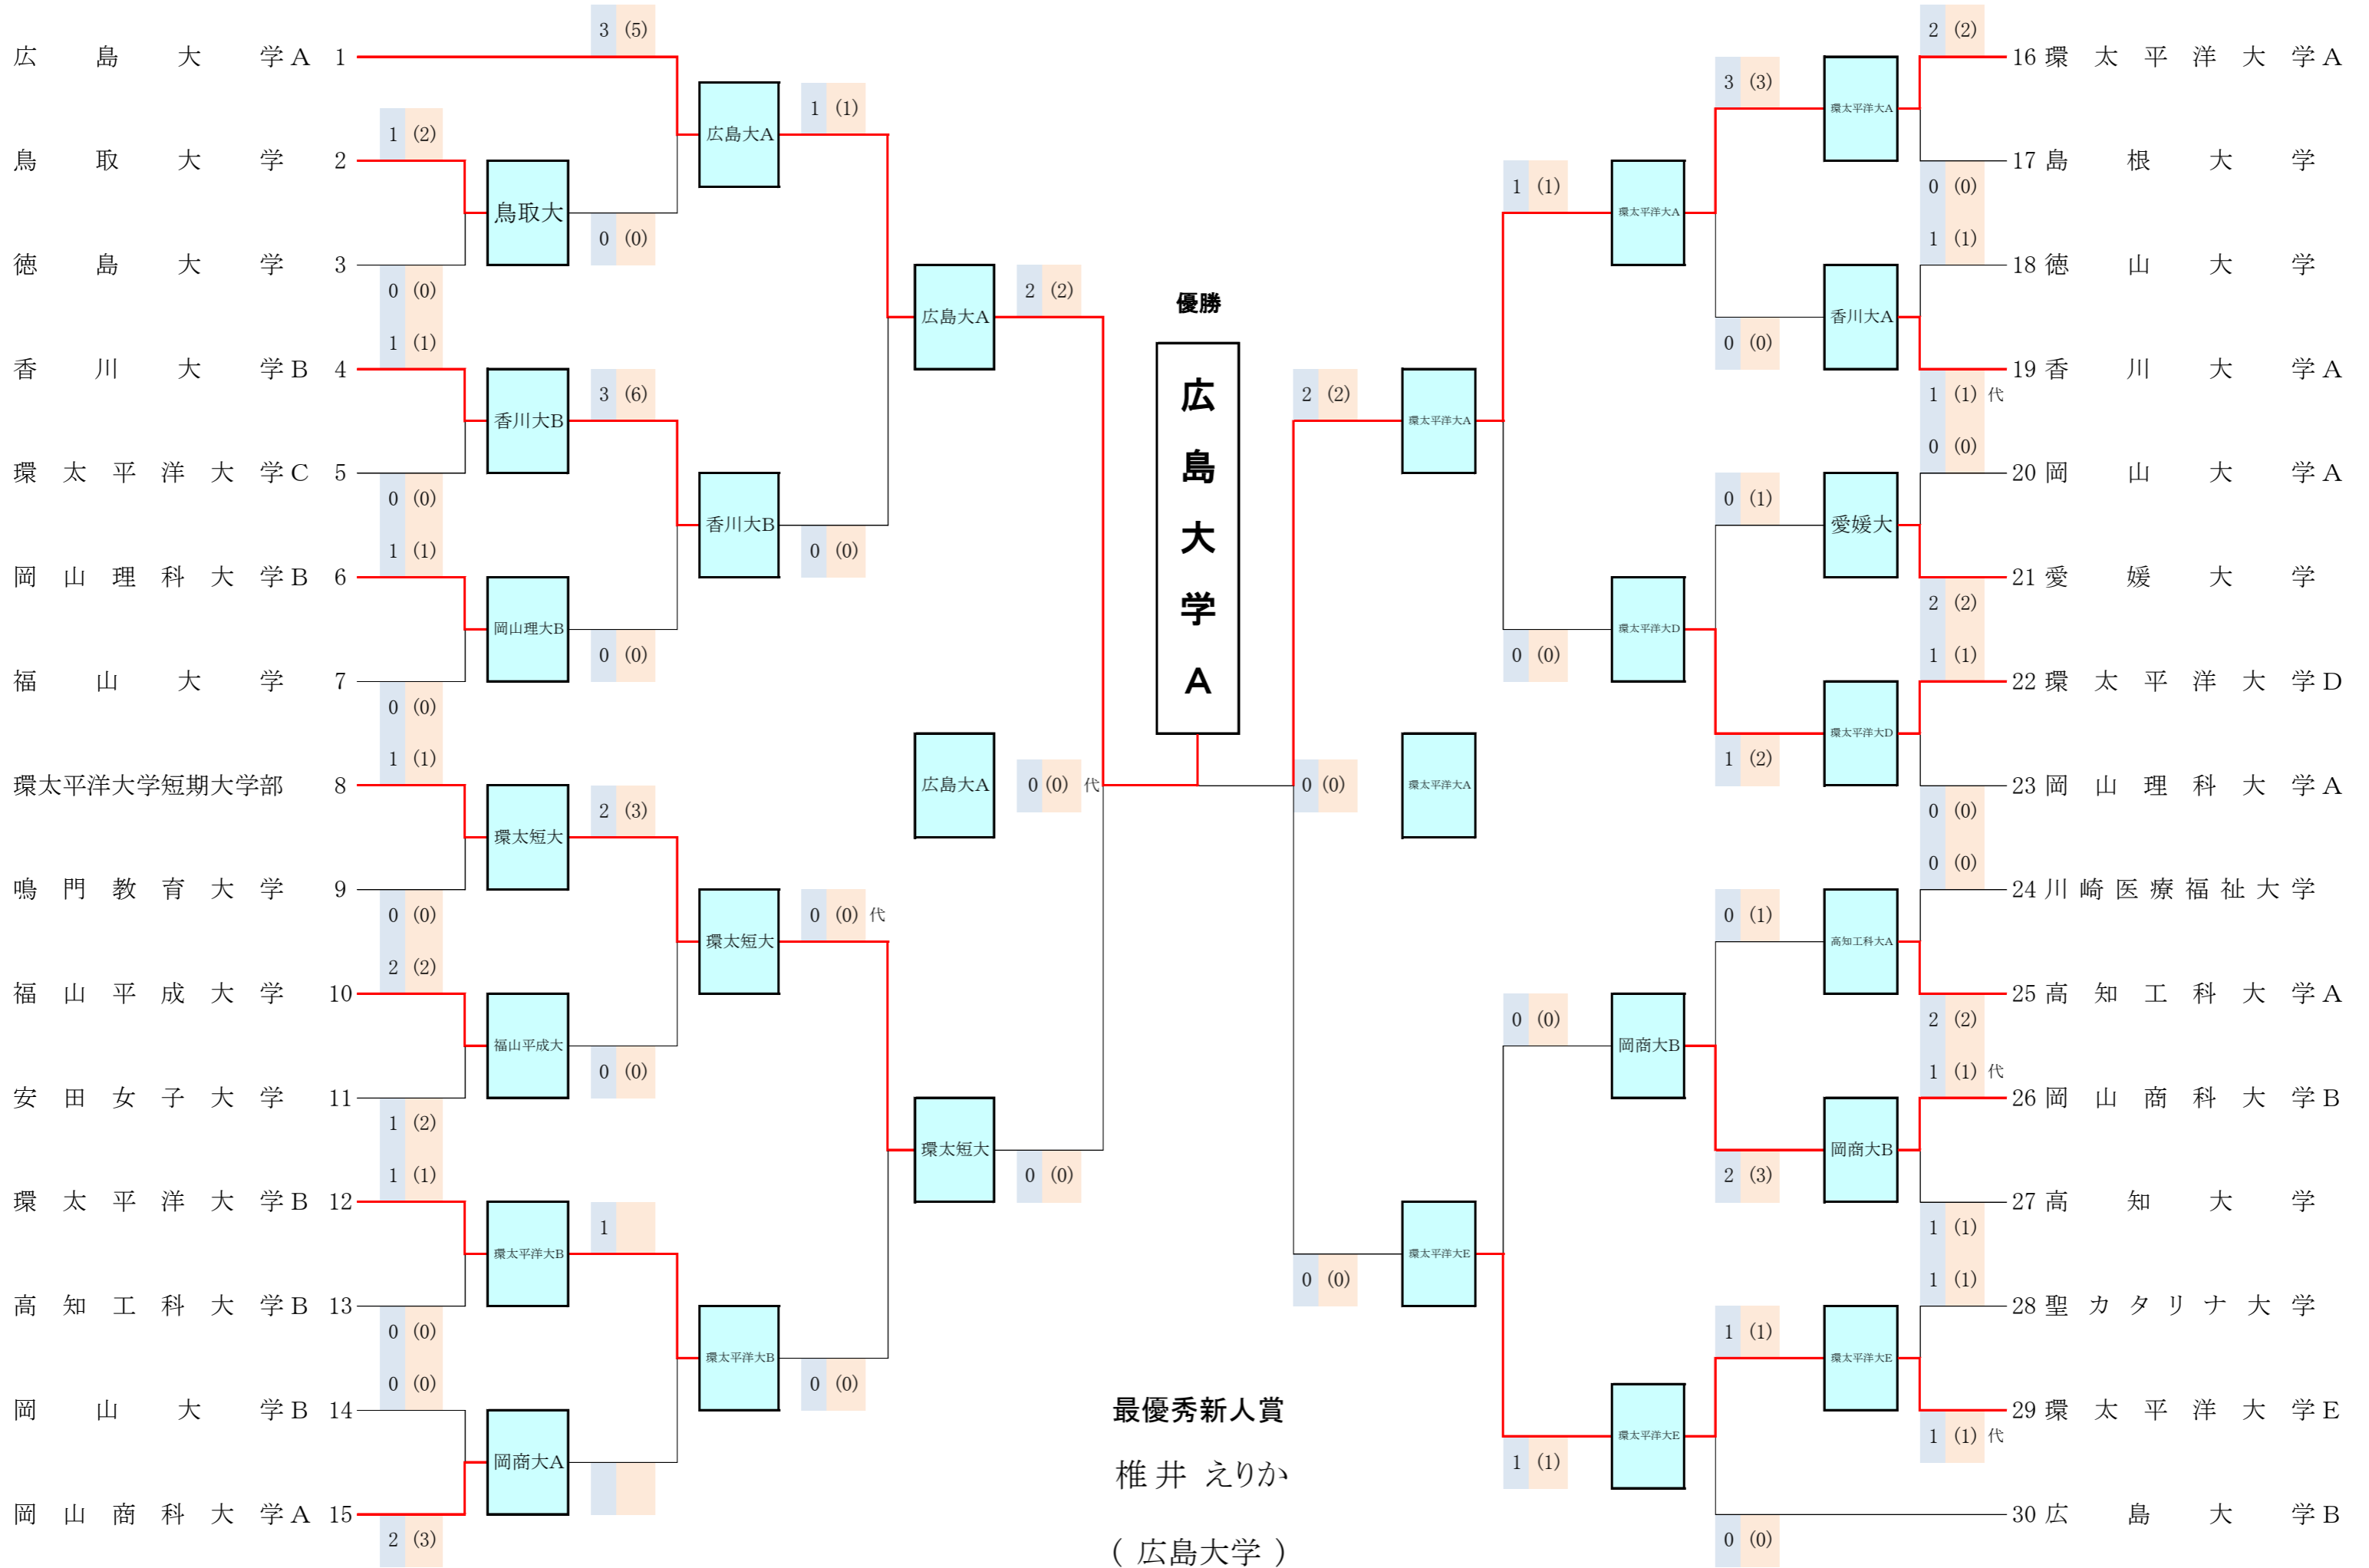 3 (5)
広島大学A 1
1 (2)
広島大A
1 (1)
鳥取大学 2
鳥取大
0 (0)
徳島大学 3
0 (0)
広島大A
2 (2)
1 (1)
香川大学B 4
香川大B
3 (6)
環太平洋大学C 5
0 (0)
香川大B
0 (0)
1 (1)
岡山理科大学B 6
岡山理大B
0 (0)
福山大学 7
0 (0)
1 (1)
環太平洋大学短期大学部 8
環太短大
2 (3)
広島大A
0 (0) 代
鳴門教育大学 9
0 (0)
環太短大
0 (0) 代
2 (2)
福山平成大学 10
福山平成大
0 (0)
安田女子大学 11
1 (2)
環太短大
0 (0)
1 (1)
環太平洋大学B 12
環太平洋大B
1
高知工科大学B 13
0 (0)
環太平洋大B
0 (0)
0 (0)
岡山大学B 14
岡商大A
岡山商科大学A 15
2 (3)
優勝
広島大学A
最優秀新人賞
椎井 えりか
( 広島大学 )
2 (2)
16 環太平洋大学A
3 (3)
環太平洋大A
17 島根大学
1 (1)
環太平洋大A
0 (0)
1 (1)
18 徳山大学
香川大A
0 (0)
19 香川大学A
2 (2)
環太平洋大A
1 (1) 代
0 (0)
20 岡山大学A
0 (1)
愛媛大
21 愛媛大学
0 (0)
環太平洋大D
2 (2)
1 (1)
22 環太平洋大学D
1 (2)
環太平洋大D
0 (0)
環太平洋大A
23 岡山理科大学A
0 (0)
0 (0)
24 川崎医療福祉大学
0 (1)
高知工科大A
25 高知工科大学A
0 (0)
岡商大B
2 (2)
1 (1) 代
26 岡山商科大学B
2 (3)
岡商大B
27 高知大学
0 (0)
環太平洋大E
1 (1)
1 (1)
28 聖カタリナ大学
1 (1)
環太平洋大E
29 環太平洋大学E
1 (1)
環太平洋大E
1 (1) 代
30 広島大学B
0 (0)